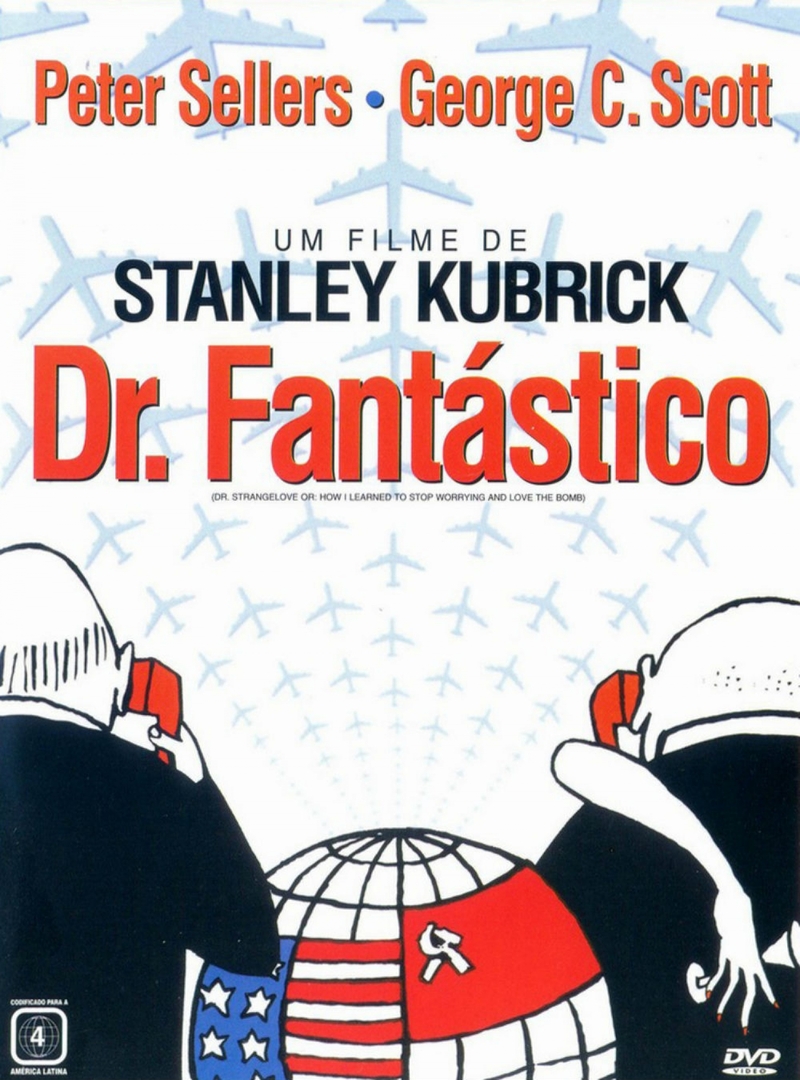 Peter Sellers • George C. Scott
UM FILME DE
STANLEY KUBRICK
Dr. Fantástico
(DR. STRANGELOVE OR: HOW I LEARNED TO STOP WORRYING AND LOVE THE BOMB)
CODIFICADO PARA A
4
AMÉRICA LATINA
DVD
VIDEO